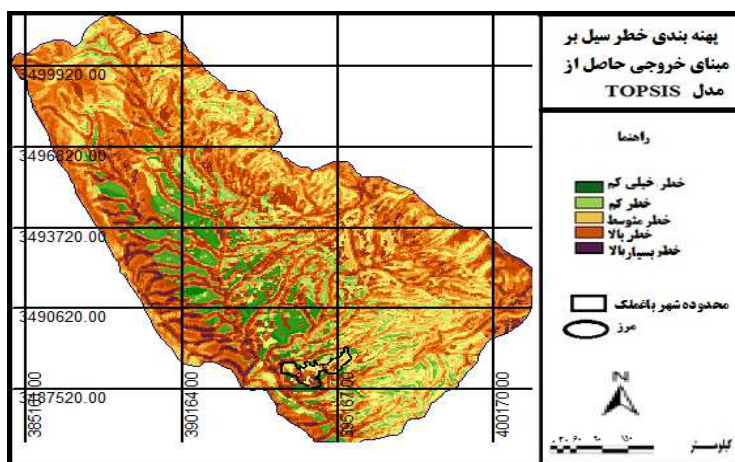 پهنه بندی خطر سیل بر
مبنای خروجی حاصل از
مدل TOPSIS
راهنما
خطر خیلی کم
خطر کم
خطر متوسط
خطر بالا
خطر بسیار بالا
محدوده شهر باغملک
مرز
N
کیلومتر
3499920.00
3496820.00
3493720.00
3490620.00
3487520.00
390164.00
400170.00